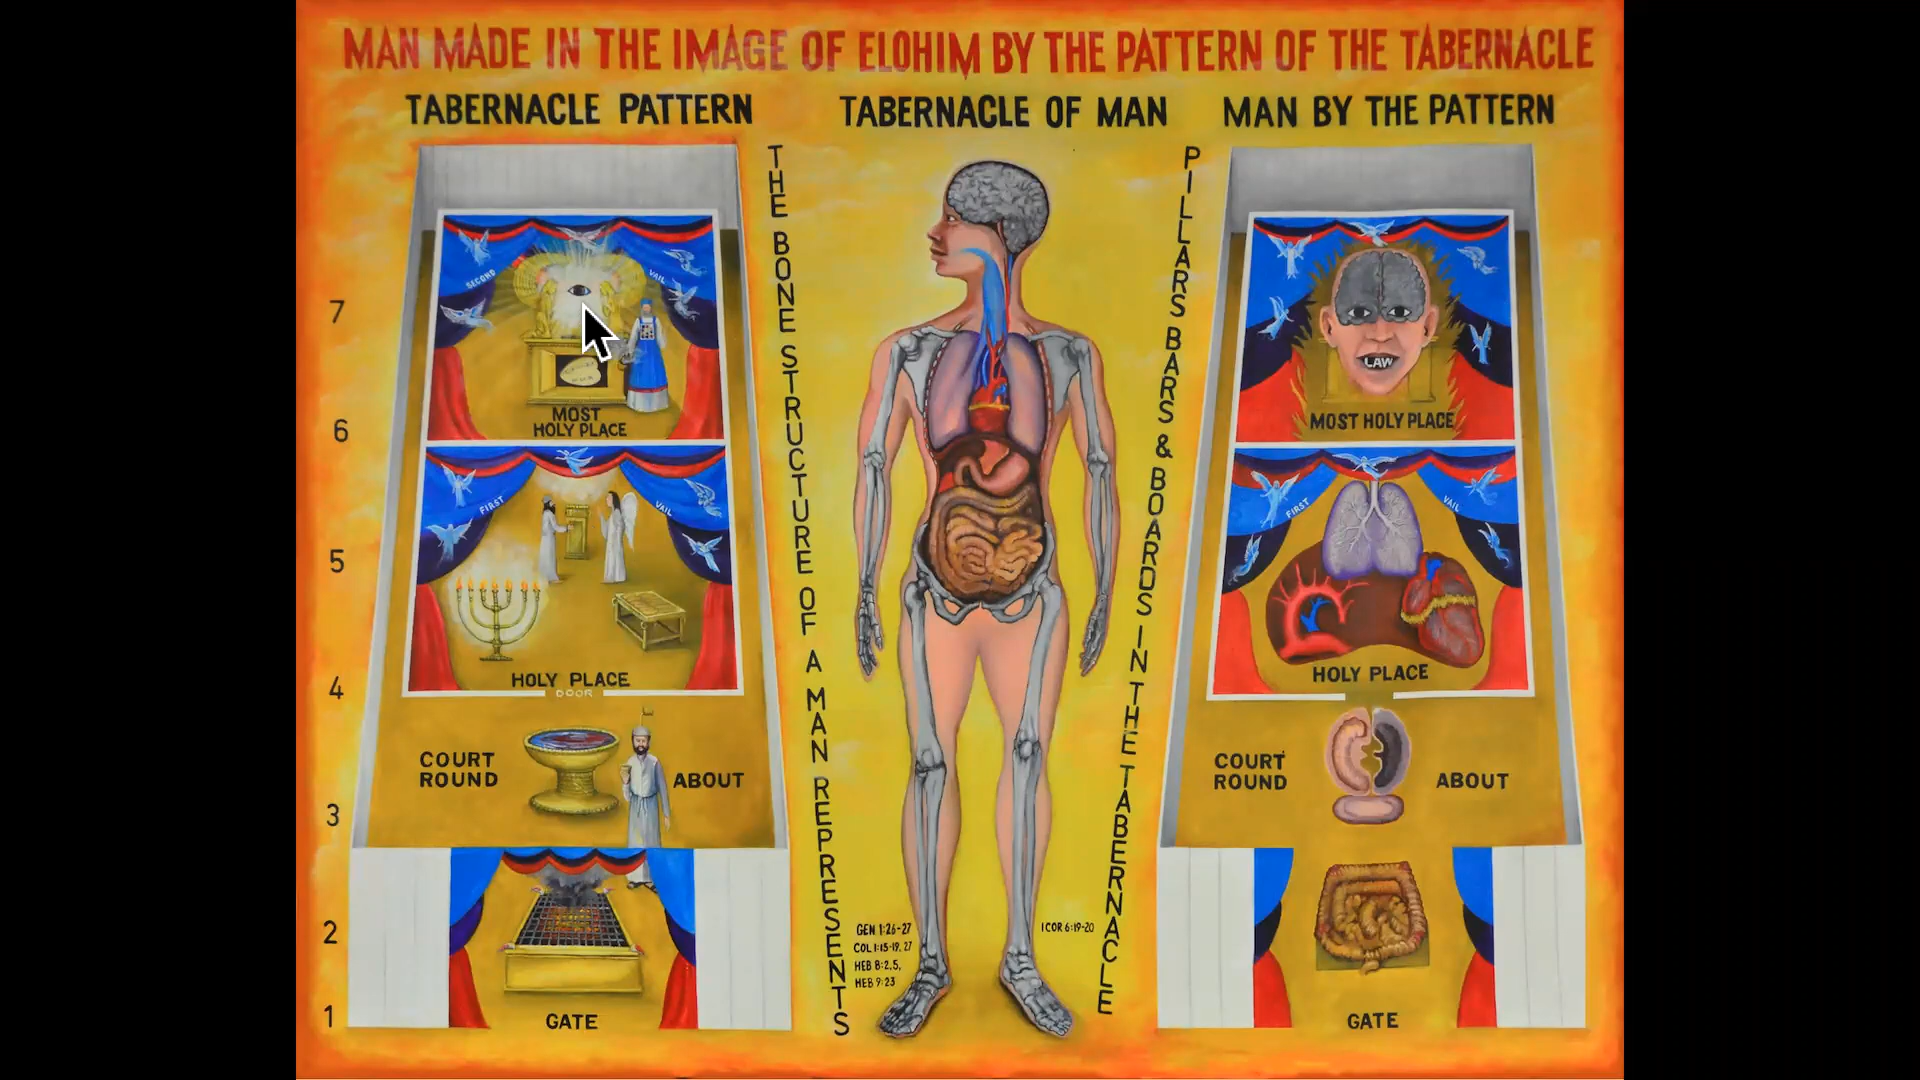 MAN MADE IN THE IMAGE OF ELOHIM BY THE PATTERN OF THE TABERNACLE
TABERNACLE PATTERN
TABERNACLE OF MAN
MAN BY THE PATTERN
7
6
5
4
3
2
1
SECOND
VAIL
MOST
HOLY PLACE
FIRST
VAIL
HOLY PLACE
DOOR
COURT
ROUND
ABOUT
GATE
THE BONE STRUCTURE OF A MAN REPRESENTS
GEN 1:26-27
COL 1:15-19, 27
HEB 8:2,5,
HEB 9:23
I COR 6:19-20
PILLARS BARS & BOARDS IN THE TABERNACLE
LAW
MOST HOLY PLACE
FIRST
VAIL
HOLY PLACE
COURT
ROUND
ABOUT
GATE